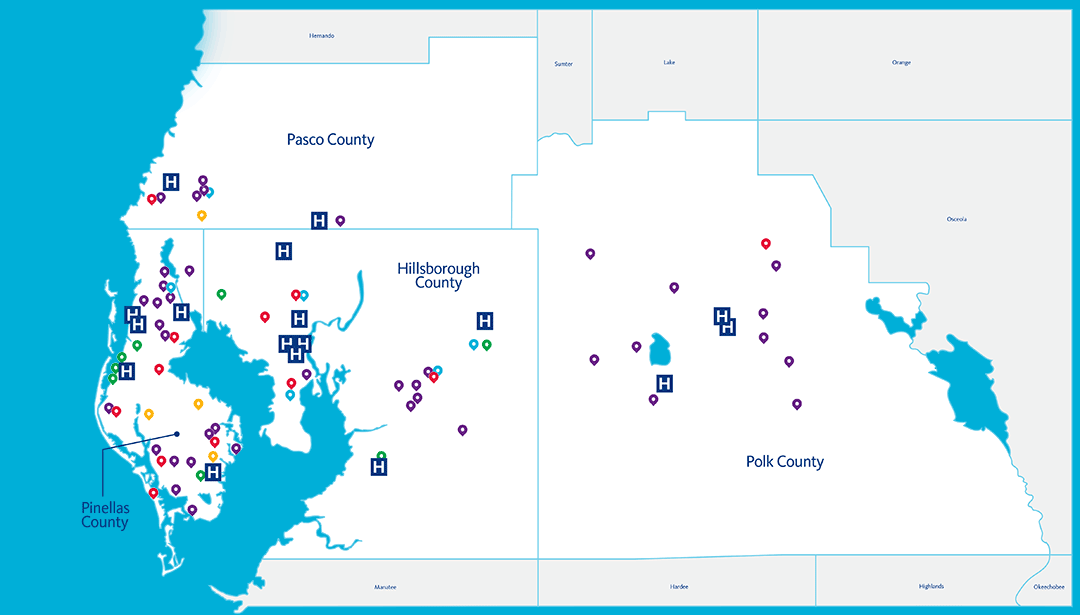 Hernando
Sumter
Lake
Orange
Pasco County
H
H
H
Osceola
Hillsborough
County
H
H
H
H
H
H
H
H
H
H
H
H
H
H
Polk County
H
H
Pinellas
County
Manatee
Hardee
Highlands
Okeechobee